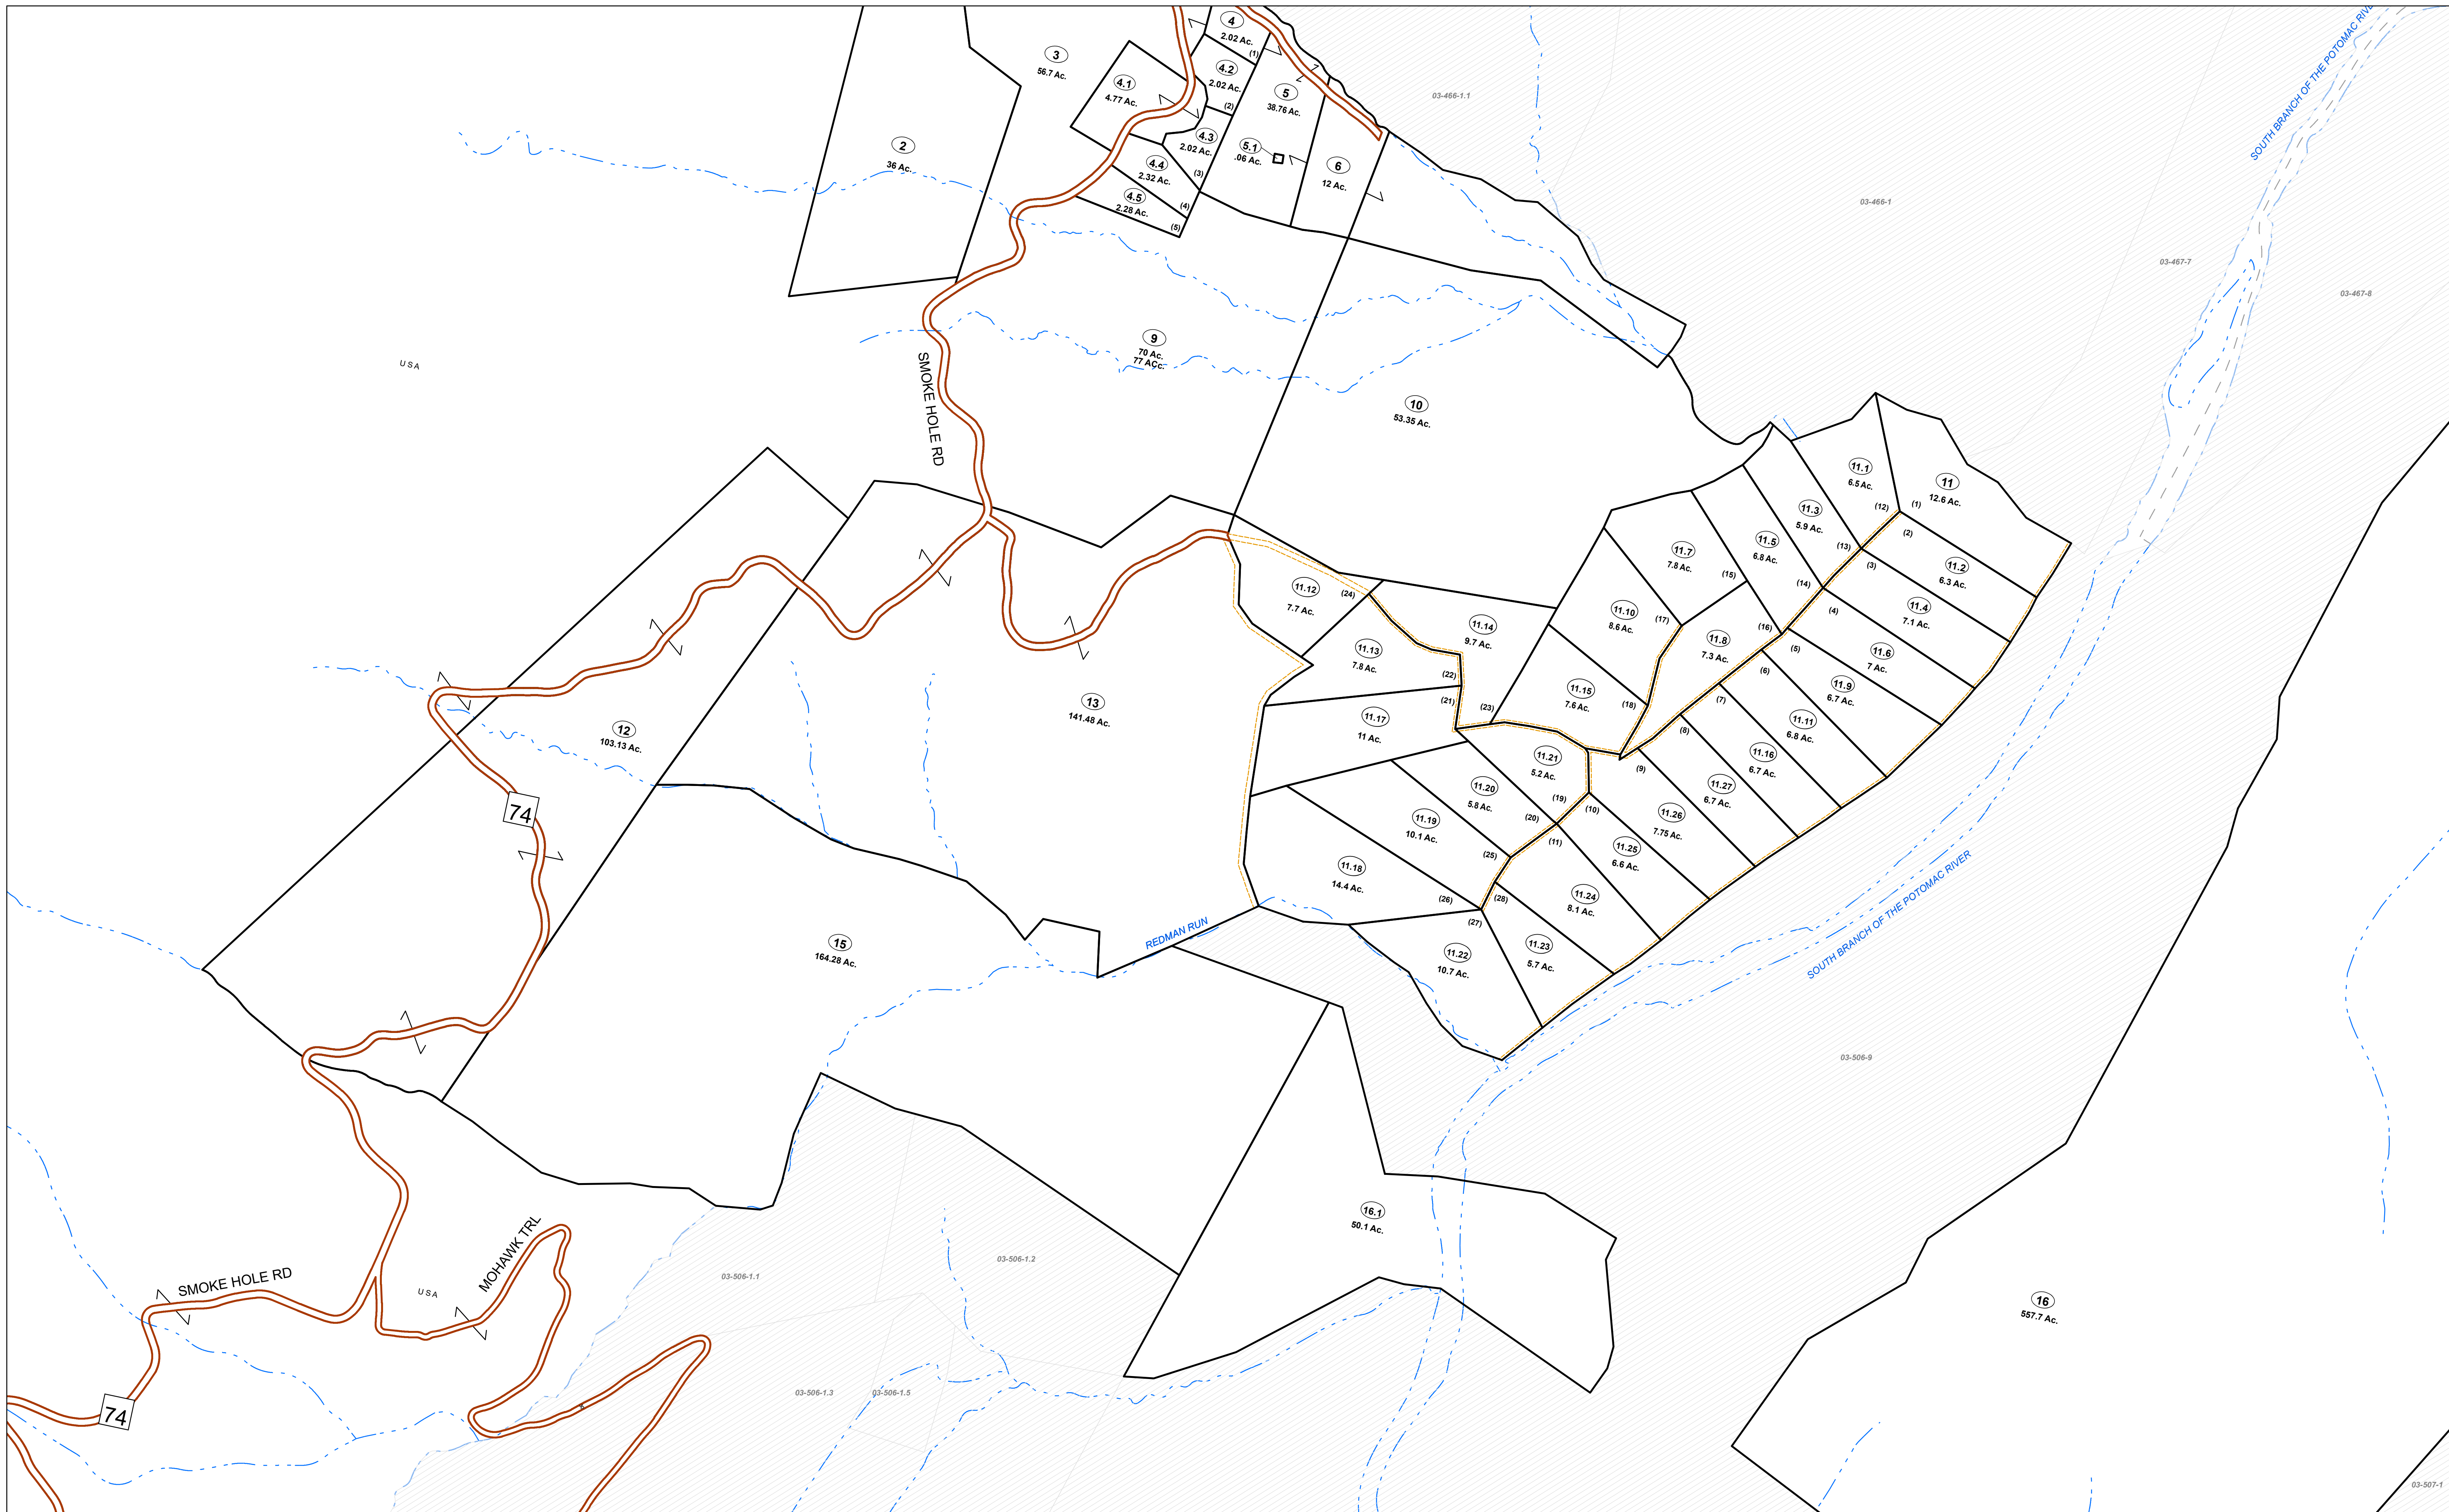 4
2.02 Ac.
(1)
3
56.7 Ac.
4.2
2.02 Ac.
(2)
4.1
4.77 Ac.
5
38.76 Ac.
03-466-1.1
SOUTH BRANCH OF THE POTOMAC RIVER
2
36 Ac.
4.3
2.02 Ac.
(3)
5.1
.06 Ac.
4.4
2.32 Ac.
(4)
6
12 Ac.
4.5
2.28 Ac.
(5)
03-466-1
03-467-7
03-467-8
9
70 Ac.
77 ACc.
U S A
SMOKE HOLE RD
10
53.35 Ac.
11.1
6.5 Ac.
(12)
11
12.6 Ac.
(1)
11.3
5.9 Ac.
(13)
(2)
11.5
6.8 Ac.
(14)
11.7
7.8 Ac.
(15)
(3)
11.2
6.3 Ac.
11.12
7.7 Ac.
(24)
11.10
8.6 Ac.
(17)
(16)
(4)
11.4
7.1 Ac.
11.14
9.7 Ac.
11.8
7.3 Ac.
(5)
11.6
7 Ac.
11.13
7.8 Ac.
(22)
(6)
11.9
6.7 Ac.
11.15
7.6 Ac.
(18)
(21)
(23)
(7)
13
141.48 Ac.
11.17
11 Ac.
11.11
6.8 Ac.
12
103.13 Ac.
(8)
11.21
5.2 Ac.
(19)
(9)
11.16
6.7 Ac.
11.20
5.8 Ac.
(20)
11.27
6.7 Ac.
74
(10)
11.26
7.75 Ac.
11.19
10.1 Ac.
(25)
(11)
11.25
6.6 Ac.
11.18
14.4 Ac.
(26)
(28)
11.24
8.1 Ac.
SOUTH BRANCH OF THE POTOMAC RIVER
REDMAN RUN
(27)
15
164.28 Ac.
11.22
10.7 Ac.
11.23
5.7 Ac.
03-506-9
16.1
50.1 Ac.
MOHAWK TRL
03-506-1.2
03-506-1.1
SMOKE HOLE RD
U S A
16
557.7 Ac.
03-506-1.3
03-506-1.5
74
03-507-1